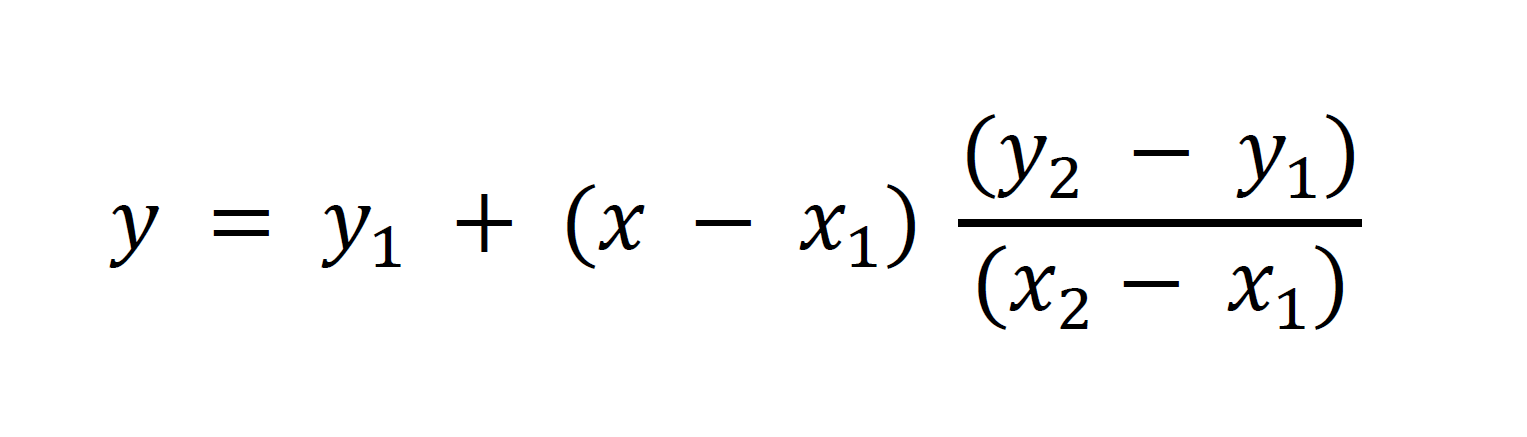 y = y₁ + (x − x₁) (y₂ − y₁) / (x₂ − x₁)